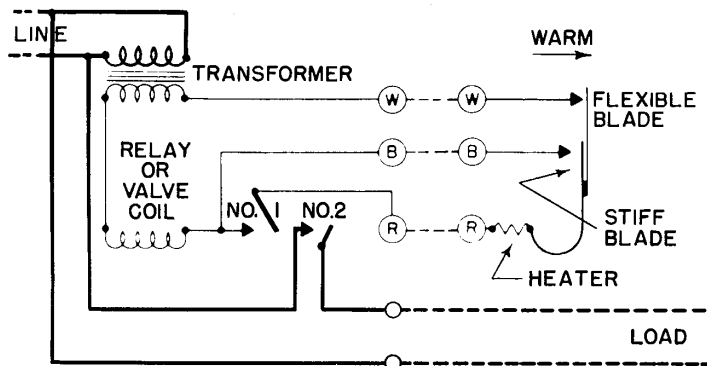 LINE
WARM
TRANSFORMER
W W
FLEXIBLE
BLADE
B B
RELAY
OR
VALVE
COIL
NO. 1
NO.2
R R
STIFF
BLADE
HEATER
LOAD